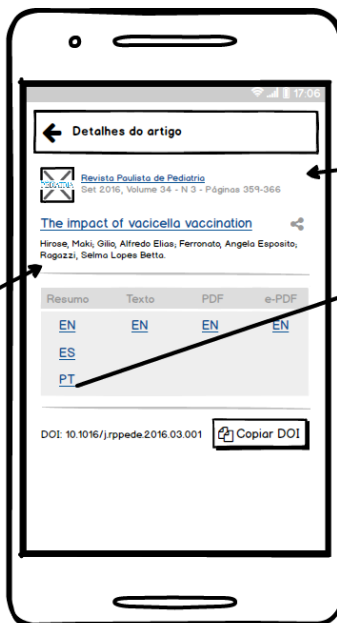 17:06
Detalhes do artigo
PEDIATRIA
Revista Paulista de Pediatria
Set 2016, Volume 34 - N 3 - Páginas 359-366
The impact of vacicella vaccination
Hirose, Maki; Gilio, Alfredo Elias; Ferronato, Angela Esposito;
Ragazzi, Selma Lopes Betta.
Resumo Texto PDF e-PDF
EN EN EN EN
ES
PT
DOI: 10.1016/j.rppede.2016.03.001 Copiar DOI